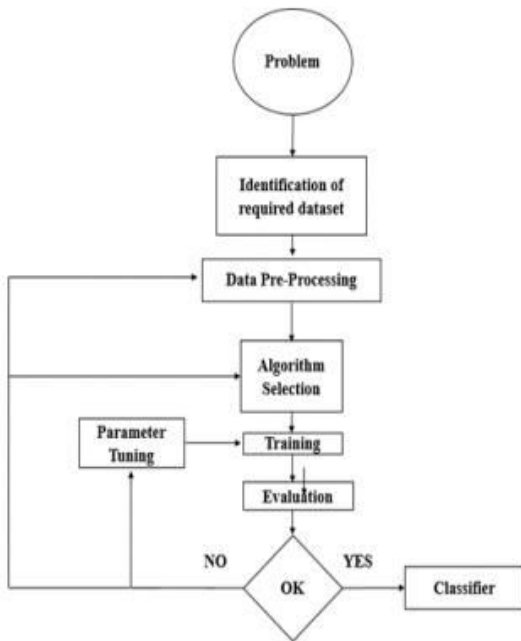 Problem
Identification of
required dataset
Data Pre-Processing
Algorithm
Selection
Parameter
Tuning
Training
Evaluation
NO
YES
OK
Classifier